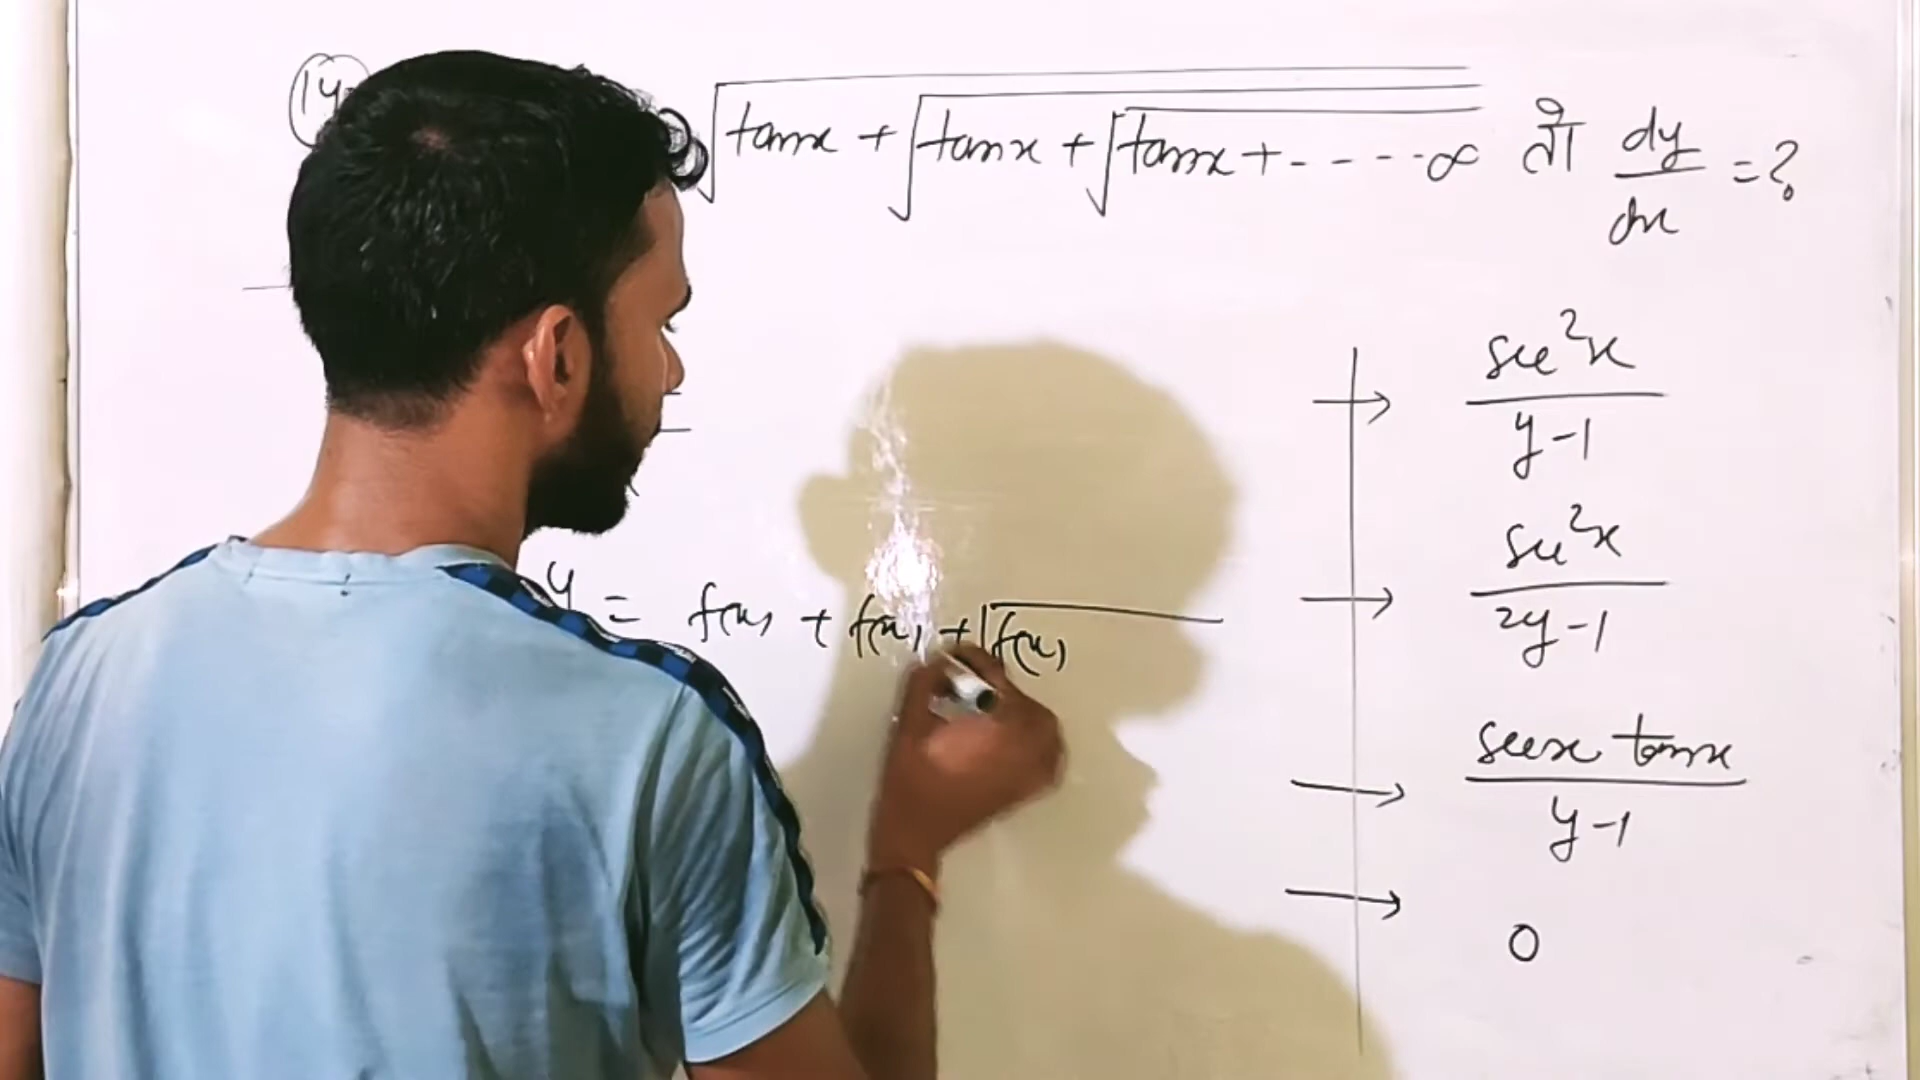 √tanx + √tanx + √tanx + - - - - ∞ तो dy/dx = ?
sec²x / y-1
sec²x / 2y-1
y = f(x) + f(x) + √f(x)
secx tanx / y-1
0